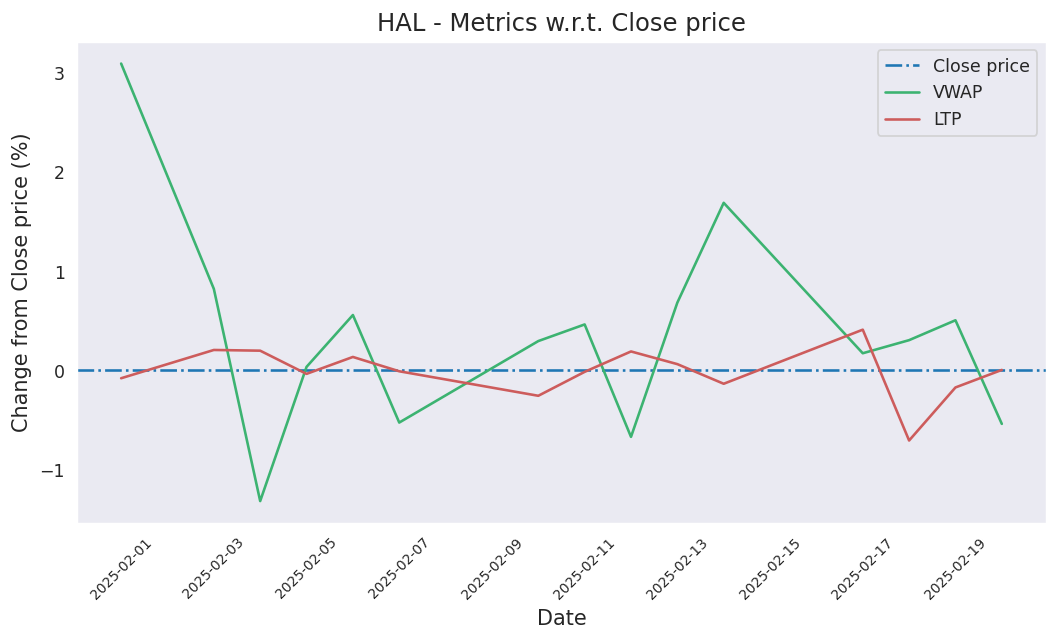 HAL - Metrics w.r.t. Close price
Change from Close price (%)
3
2
1
0
−1
Close price
VWAP
LTP
2025-02-01
2025-02-03
2025-02-05
2025-02-07
2025-02-09
2025-02-11
2025-02-13
2025-02-15
2025-02-17
2025-02-19
Date